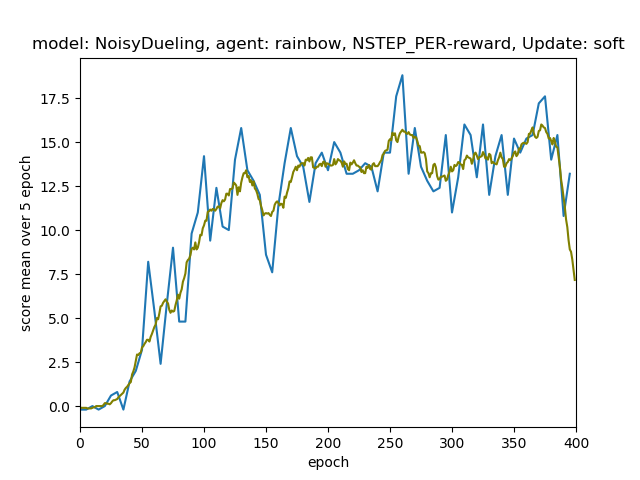 model: NoisyDueling, agent: rainbow, NSTEP_PER-reward, Update: soft
17.5
15.0
12.5
10.0
7.5
5.0
2.5
0.0
score mean over 5 epoch
0 50 100 150 200 250 300 350 400
epoch